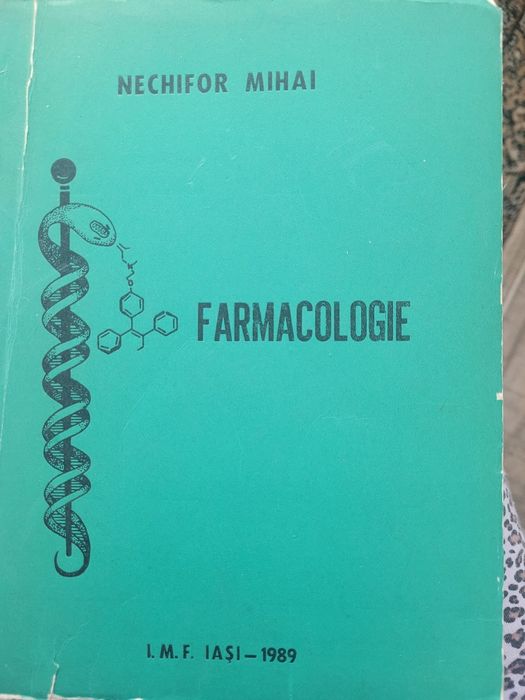 NECHIFOR MIHAI
FARMACOLOGIE
I.M.F. IAŞI-1989